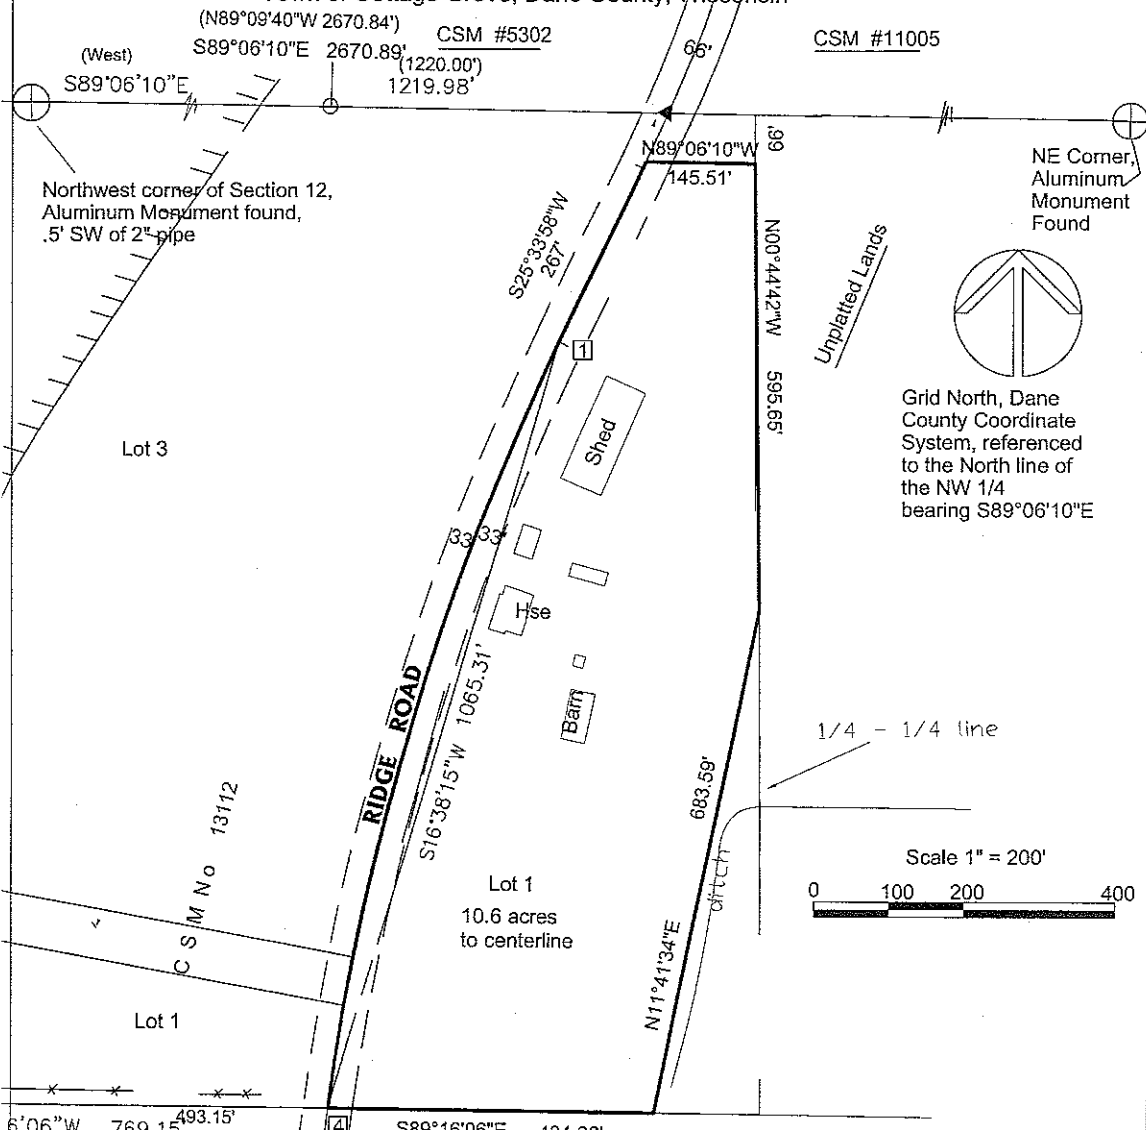 (N89°09'40"W 2670.84')
CSM #5302
CSM #11005
(West)
S89°06'10"E 2670.89'
66'
(1220.00')
S89°06'10"E
1219.98'
66'
N89°06'10"W
145.51'
NE Corner,
Aluminum
Monument
Found
Northwest corner of Section 12,
Aluminum Monument found,
.5' SW of 2" pipe
S25°33'58"W
267'
N00°44'42"W 595.65'
Unplatted Lands
1
Grid North, Dane
County Coordinate
System, referenced
to the North line of
the NW 1/4
bearing S89°06'10"E
Shed
Lot 3
33' 33'
Hse
Barn
RIDGE ROAD
S16°38'15"W 1065.31'
1/4 - 1/4 line
683.59'
CSM No 13112
ditch
Scale 1" = 200'
0 100 200 400
Lot 1
10.6 acres
to centerline
N11°41'34"E
Lot 1
493.15'
6'06"W 769.15'
4
S89°16'06"E